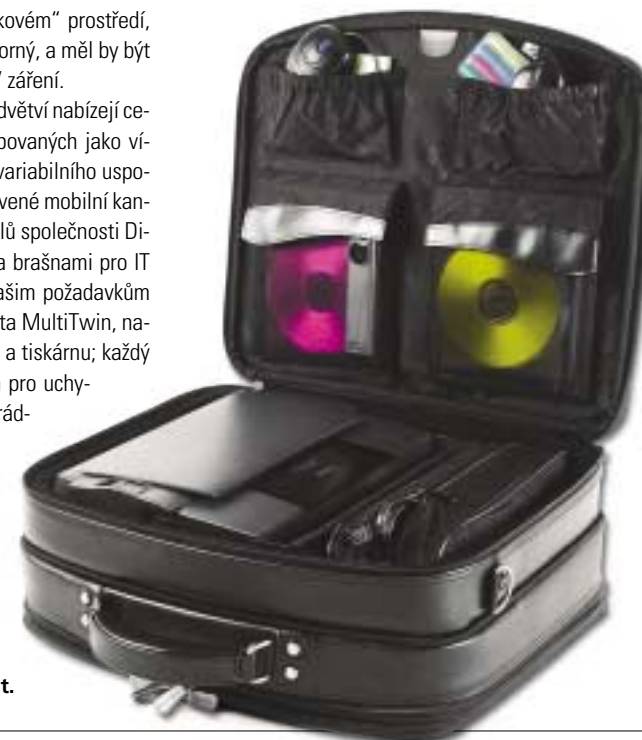 kovém“ prostředí,
orný, a měl by být
záření.
dvětví nabízejí ce-
povaných jako ví-
variabilního uspo-
vené mobilní kan-
lů společnosti Di-
a brašnami pro IT
ašim požadavkům
ta MultiTwin, na-
a tiskárnu; každý
pro uchy-
rád-
t.